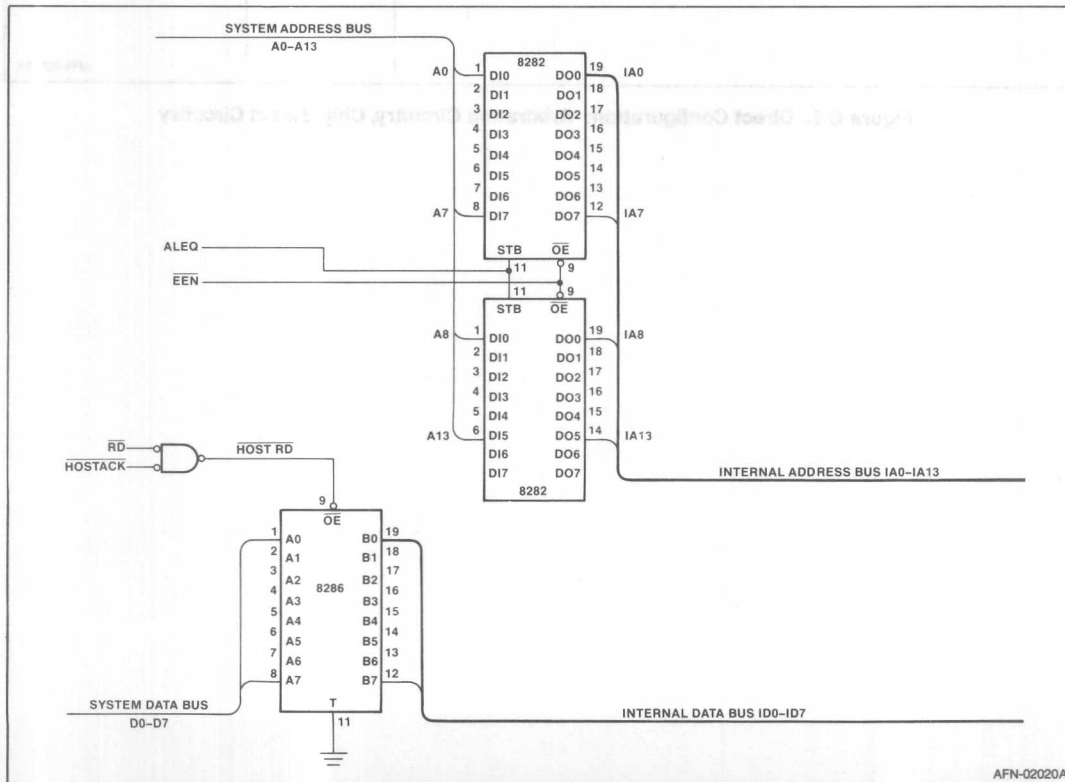 SYSTEM ADDRESS BUS
A0–A13
8282
A0 1 DI0 DO0 19 IA0
2 DI1 DO1 18
3 DI2 DO2 17
4 DI3 DO3 16
5 DI4 DO4 15
6 DI5 DO5 14
7 DI6 DO6 13
A7 8 DI7 DO7 12 IA7
ALEQ
STB OE
11 9
EEN
11 9
STB OE
A8 1 DI0 DO0 19 IA8
2 DI1 DO1 18
3 DI2 DO2 17
4 DI3 DO3 16
5 DI4 DO4 15
A13 6 DI5 DO5 14 IA13
DI6 DO6
DI7 DO7
8282
INTERNAL ADDRESS BUS IA0–IA13
RD
HOSTACK
HOST RD
9
OE
1 A0 B0 19
2 A1 B1 18
3 A2 B2 17
8286
4 A3 B3 16
5 A4 B4 15
6 A5 B5 14
7 A6 B6 13
8 A7 B7 12
T
11
SYSTEM DATA BUS
D0–D7
INTERNAL DATA BUS ID0–ID7
AFN-02020A